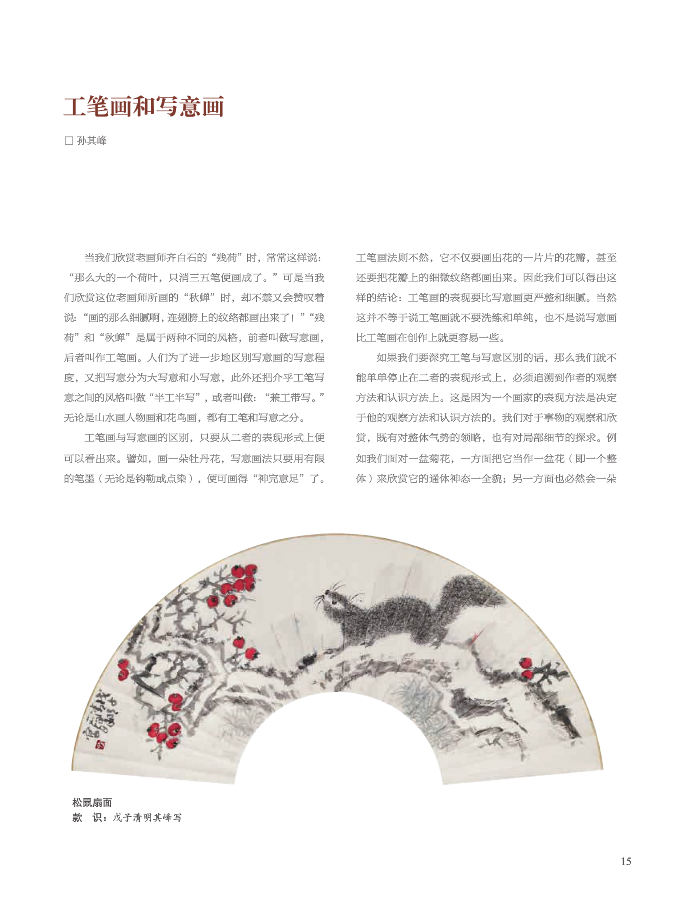 工笔画和写意画
□ 孙其峰
当我们欣赏老画师齐白石的“残荷”时，常常这样说：
“那么大的一个荷叶，只消三五笔便画成了。”可是当我
们欣赏这位老画师所画的“秋蝉”时，却不禁又会赞叹着
说：“画的那么细腻啊，连翅膀上的纹络都画出来了！”“残
荷”和“秋蝉”是属于两种不同的风格，前者叫做写意画，
后者叫作工笔画。人们为了进一步地区别写意画的写意程
度，又把写意分为大写意和小写意，此外还把介乎工笔写
意之间的风格叫做“半工半写”，或者叫做：“兼工带写。”
无论是山水画人物画和花鸟画，都有工笔和写意之分。
工笔画与写意画的区别，只要从二者的表现形式上便
可以看出来。譬如，画一朵牡丹花，写意画法只要用有限
的笔墨（无论是钩勒或点染），便可画得“神完意足”了。
工笔画法则不然，它不仅要画出花的一片片的花瓣，甚至
还要把花瓣上的细微纹络都画出来。因此我们可以得出这
样的结论：工笔画的表现要比写意画更严整和细腻。当然
这并不等于说工笔画就不要洗练和单纯，也不是说写意画
比工笔画在创作上就更容易一些。
如果我们要深究工笔与写意区别的话，那么我们就不
能单单停止在二者的表现形式上，必须追溯到作者的观察
方法和认识方法上。这是因为一个画家的表现方法是决定
于他的观察方法和认识方法的。我们对于事物的观察和欣
赏，既有对整体气势的领略，也有对局部细节的探求。例
如我们面对一盆菊花，一方面把它当作一盆花（即一个整
体）来欣赏它的通体神态一全貌；另一方面也必然会一朵
松鼠扇面
款　识：戊子清明其峰写
15